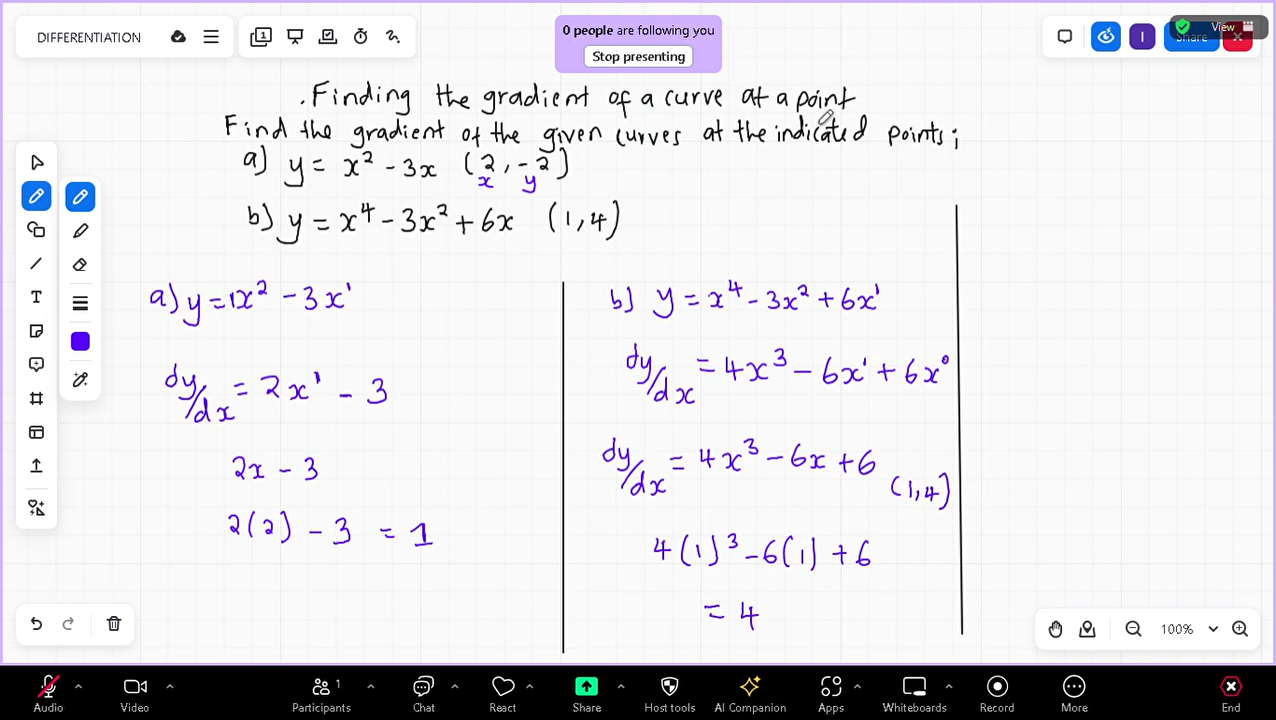 DIFFERENTIATION
1
0 people are following you
Stop presenting
I
Share
View
.Finding the gradient of a curve at a point
Find the gradient of the given curves at the indicated points;
a) y = x² - 3x (2, -2)
x y
b) y = x⁴ - 3x² + 6x (1,4)
a) y = 1x² - 3x¹
dy/dx = 2x¹ - 3
2x - 3
2(2) - 3 = 1
b) y = x⁴ - 3x² + 6x¹
dy/dx = 4x³ - 6x¹ + 6x⁰
dy/dx = 4x³ - 6x + 6
(1,4)
4(1)³ - 6(1) + 6
= 4
T
100%
Audio
Video
1
Participants
Chat
React
Share
Host tools
AI Companion
Apps
Whiteboards
Record
More
End